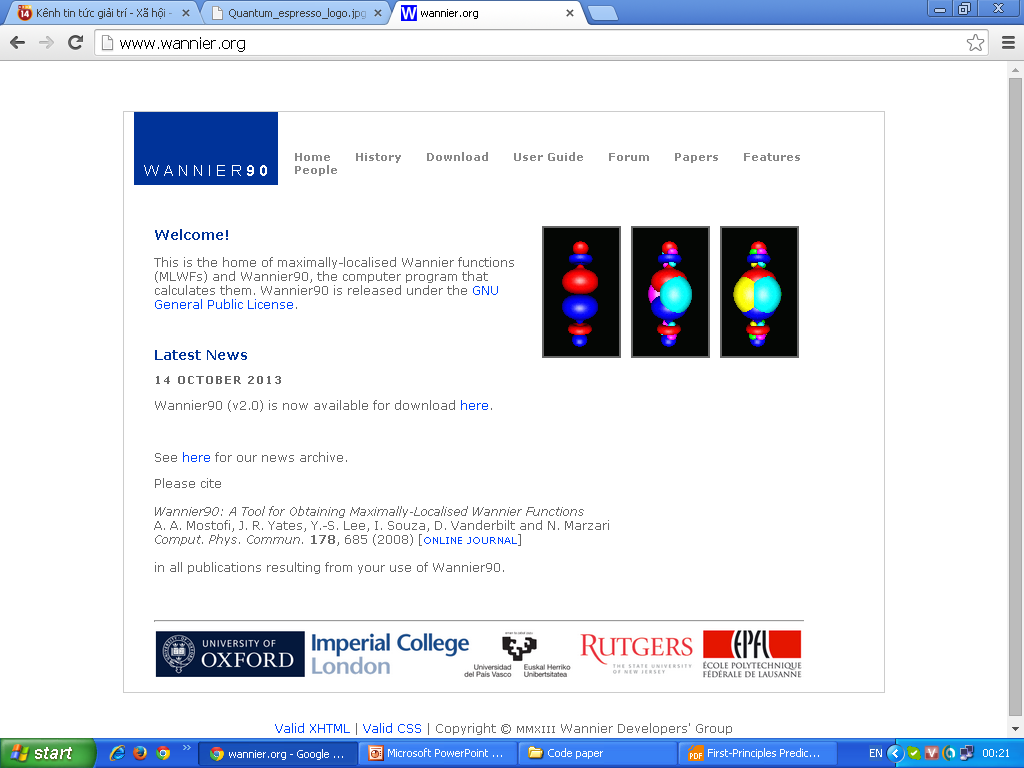 Kênh tin tức giải trí - Xã hội -
Quantum_espresso_logo.jpg
wannier.org
www.wannier.org
WANNIER90
Home History Download User Guide Forum Papers Features
People
Welcome!
This is the home of maximally-localised Wannier functions
(MLWFs) and Wannier90, the computer program that
calculates them. Wannier90 is released under the GNU
General Public License.
Latest News
14 OCTOBER 2013
Wannier90 (v2.0) is now available for download here.
See here for our news archive.
Please cite
Wannier90: A Tool for Obtaining Maximally-Localised Wannier Functions
A. A. Mostofi, J. R. Yates, Y.-S. Lee, I. Souza, D. Vanderbilt and N. Marzari
Comput. Phys. Commun. 178, 685 (2008) [ONLINE JOURNAL]
in all publications resulting from your use of Wannier90.
UNIVERSITY OF
OXFORD
Imperial College
London
Universidad
del País Vasco
Euskal Herriko
Unibertsitatea
RUTGERS
THE STATE UNIVERSITY
OF NEW JERSEY
EPFL
ÉCOLE POLYTECHNIQUE
FÉDÉRALE DE LAUSANNE
Valid XHTML | Valid CSS | Copyright © MMXIII Wannier Developers' Group
start
wannier.org - Google ...
Microsoft PowerPoint ...
Code paper
First-Principles Predic...
EN
00:21